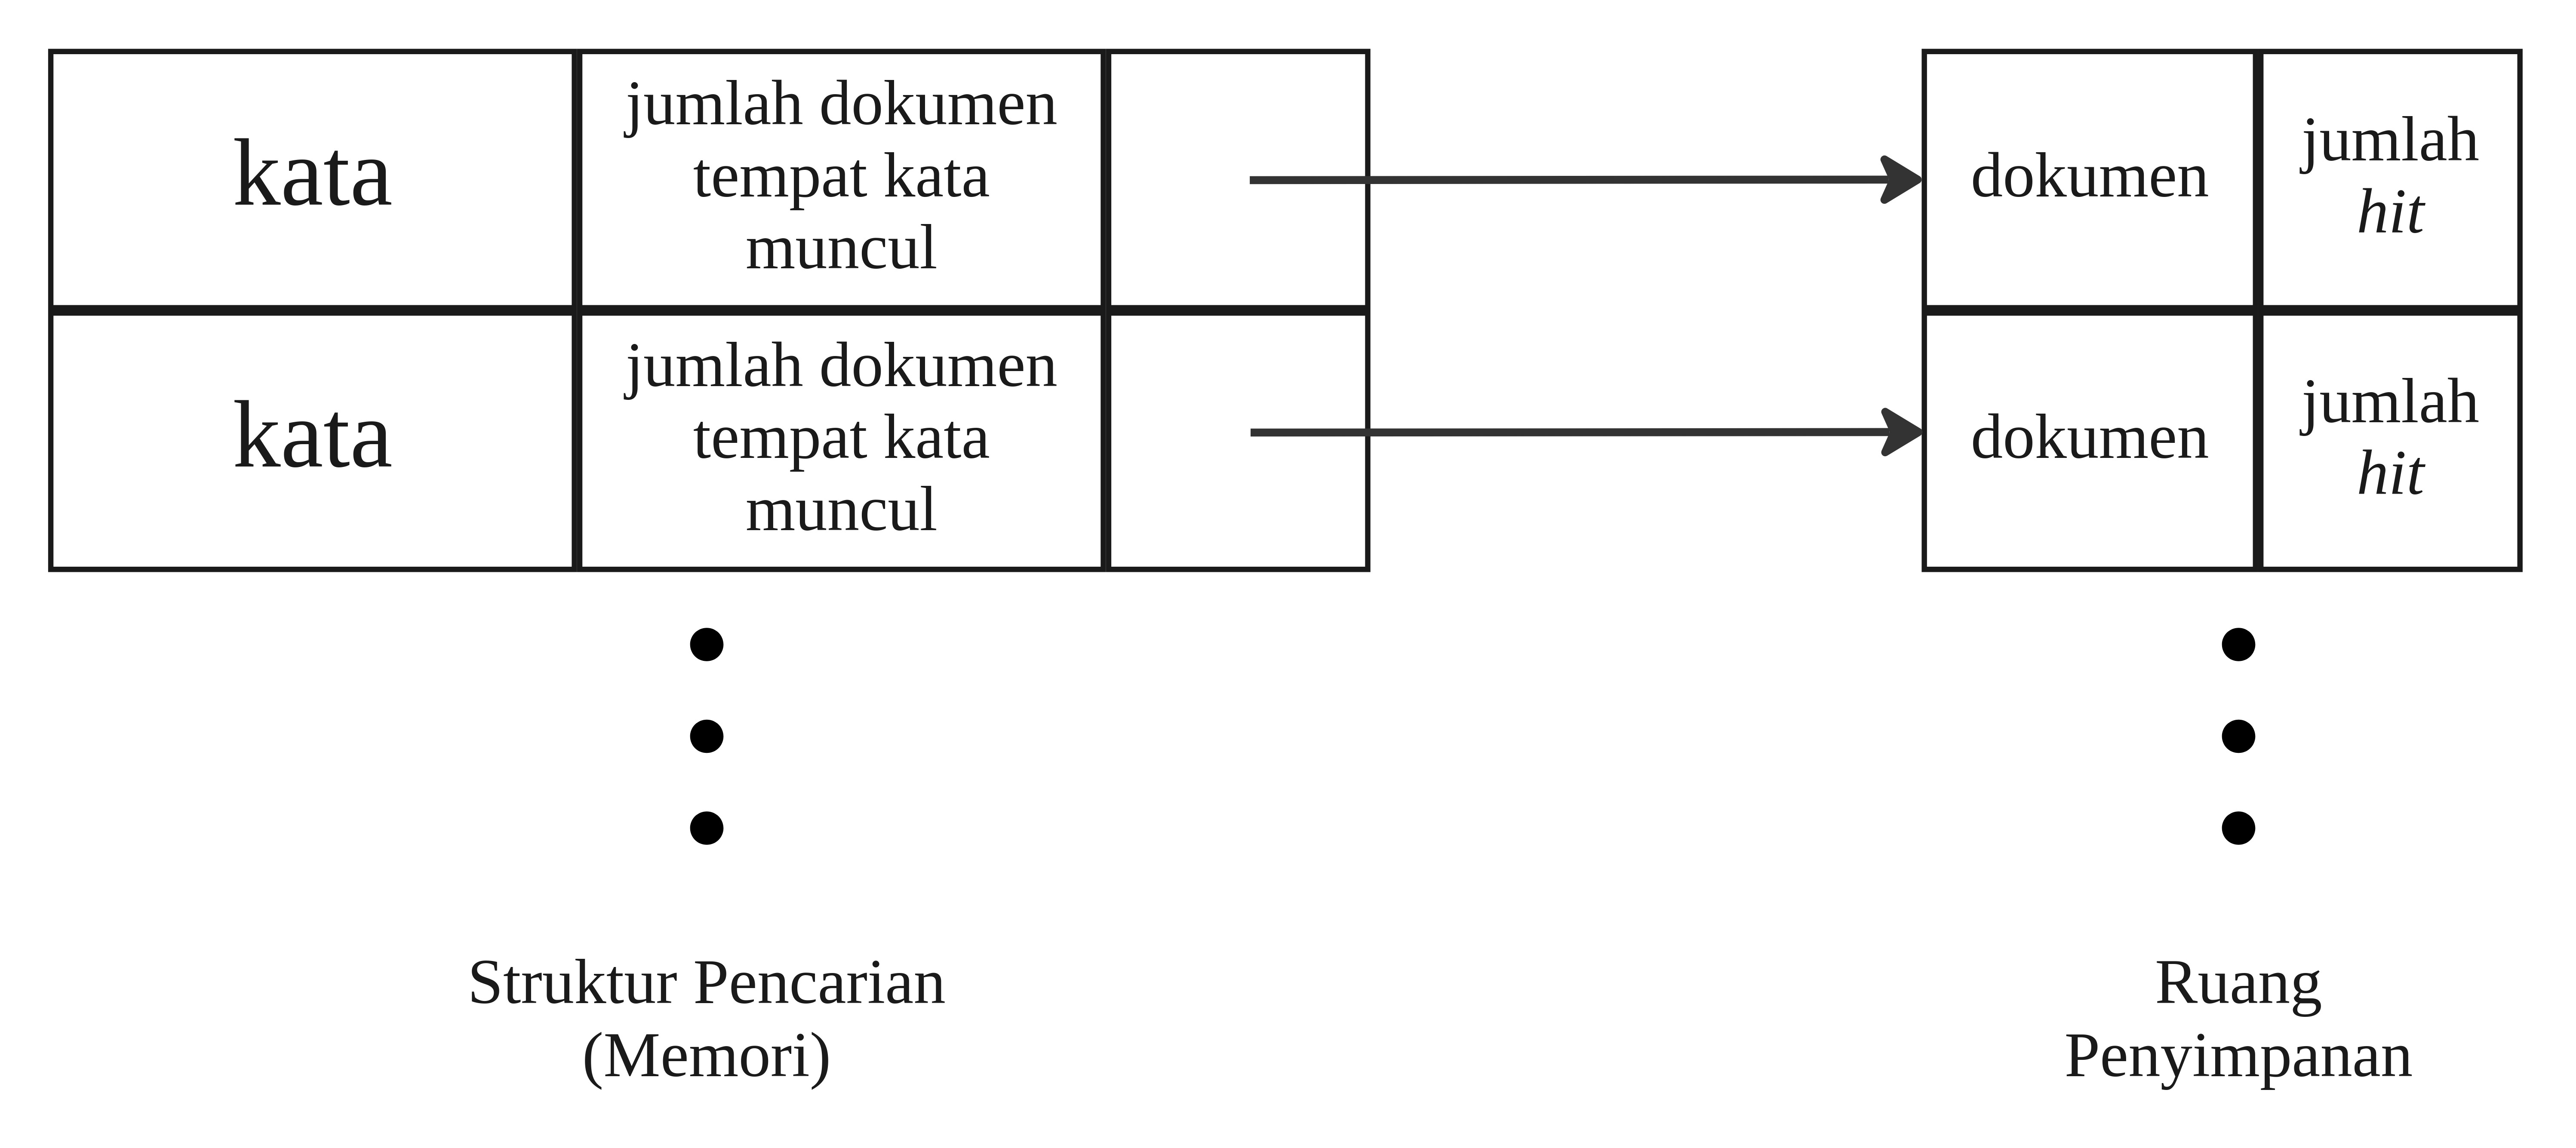 kata
jumlah dokumen
tempat kata
muncul
dokumen
jumlah
hit
kata
jumlah dokumen
tempat kata
muncul
dokumen
jumlah
hit
Struktur Pencarian
(Memori)
Ruang
Penyimpanan